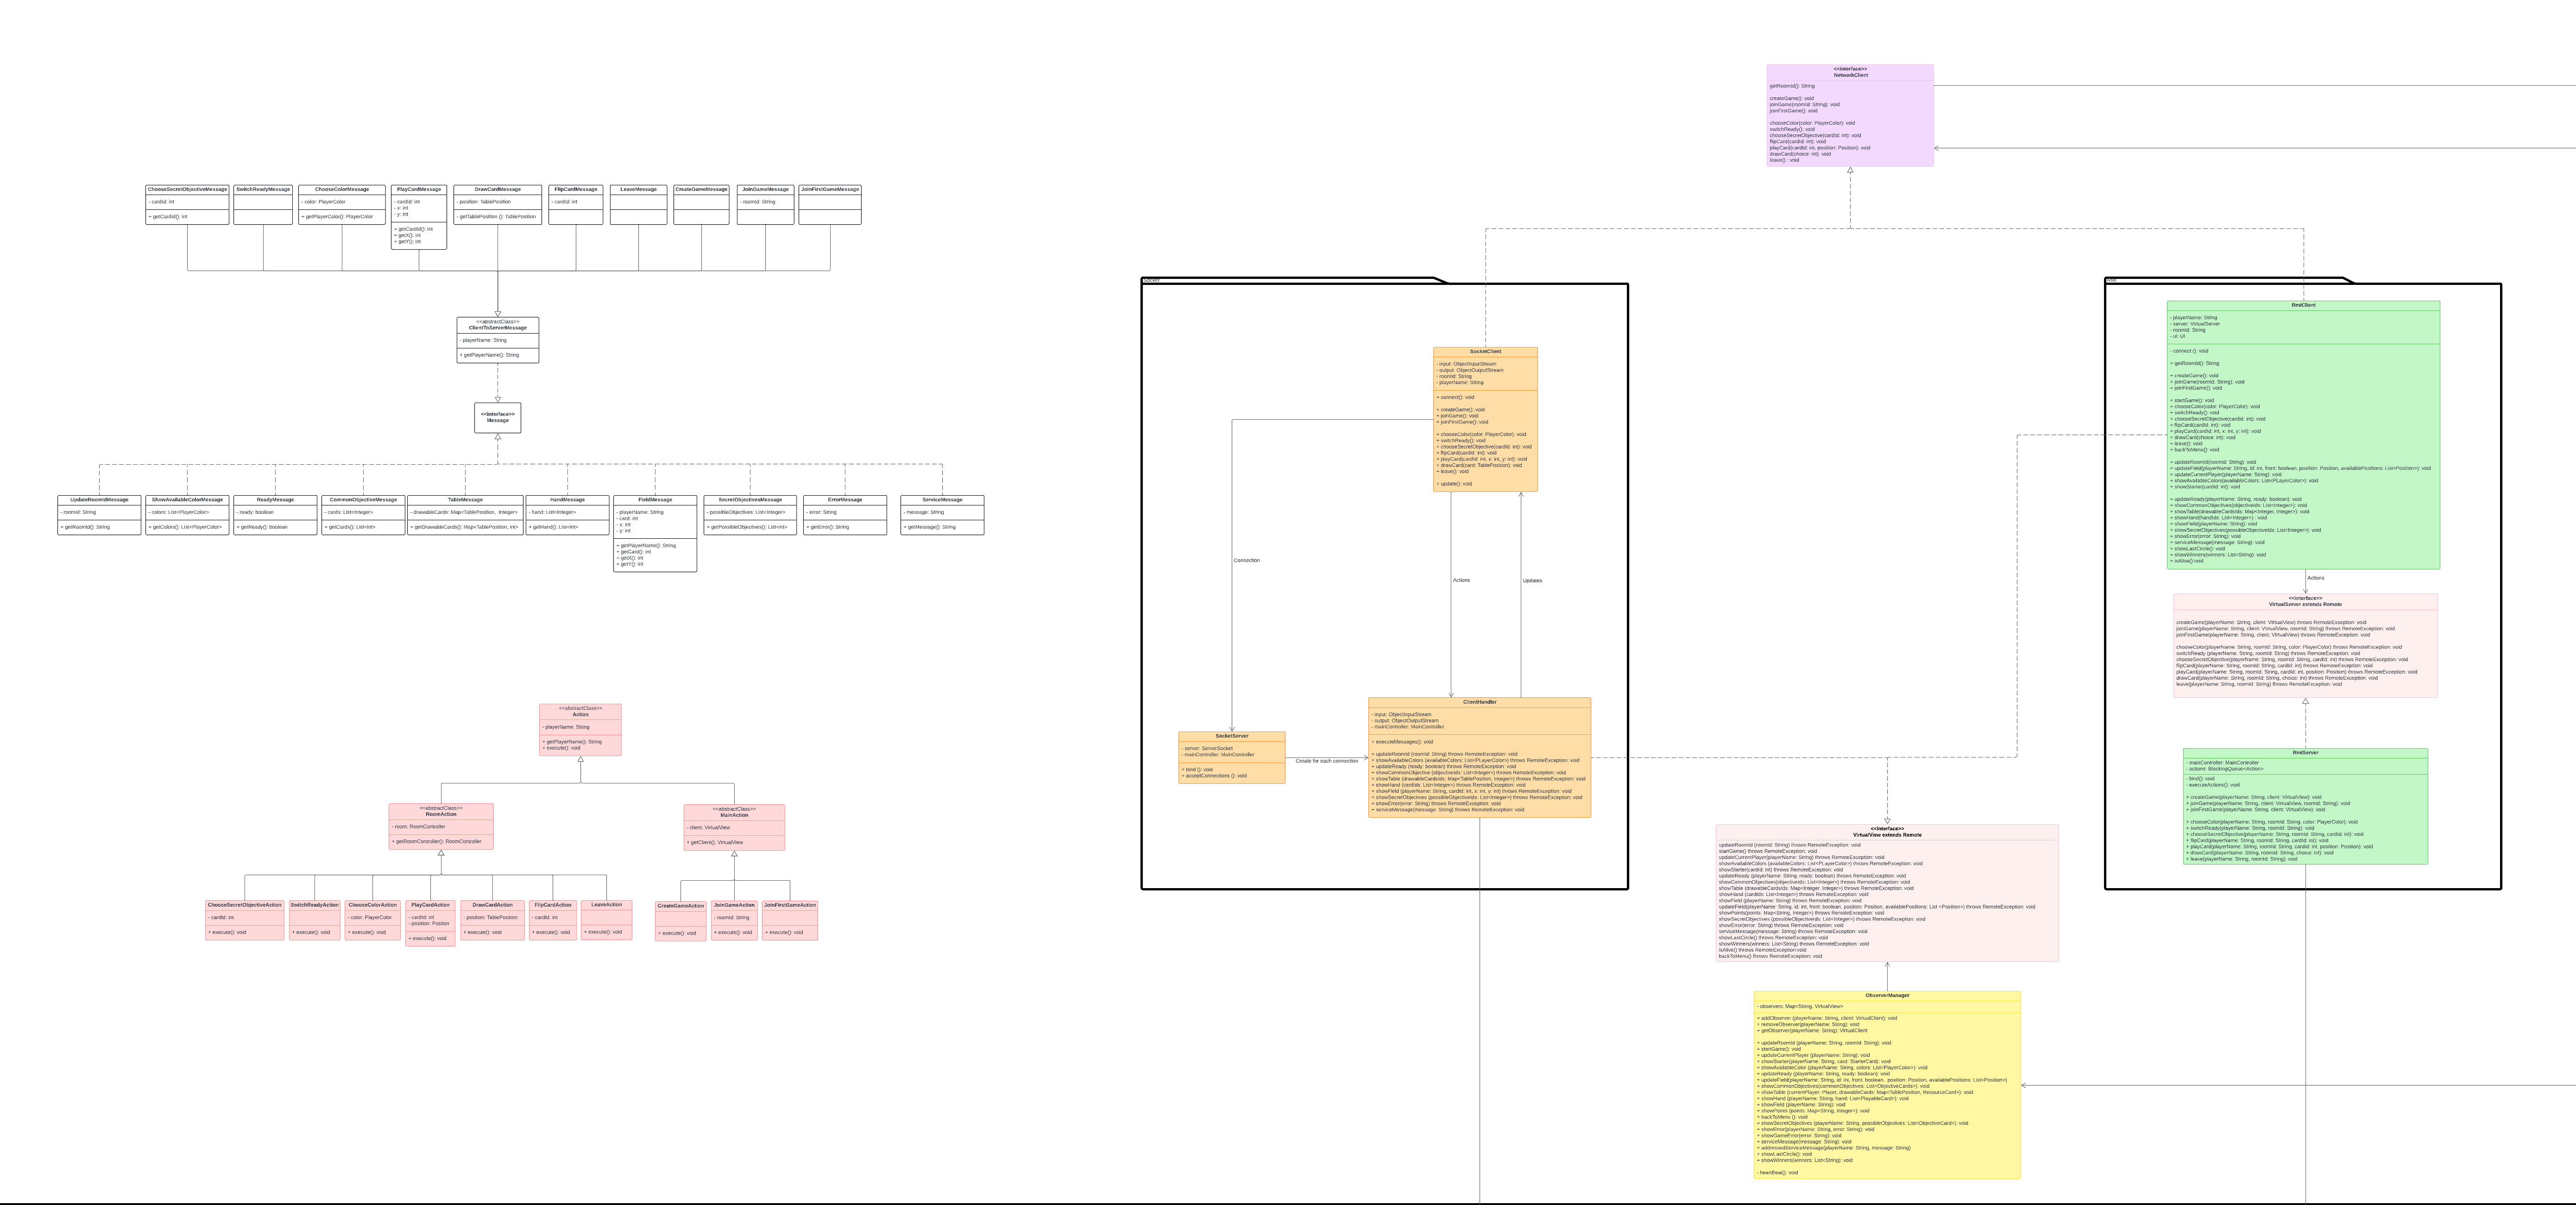 <<Interface>>
NetworkClient
getRoomId(): String
createGame(): void
joinGame(roomId: String): void
joinFirstGame(): void
chooseColor(color: PlayerColor): void
switchReady(): void
chooseSecretObjective(cardId: int): void
flipCard(cardId: int): void
playCard(cardId: int, position: Position): void
drawCard(choice: int): void
leave() : void
ChooseSecretObjectiveMessage
- cardId: int
+ getCardId(): int
SwitchReadyMessage
ChooseColorMessage
- color: PlayerColor
+ getPlayerColor(): PlayerColor
PlayCardMessage
- cardId: int
- x: int
- y: int
+ getCardId(): int
+ getX(): int
+ getY(): int
DrawCardMessage
- position: TablePosition
- getTablePosition (): TablePosition
FlipCardMessage
- cardId: int
LeaveMessage
CreateGameMessage
JoinGameMessage
- roomId: String
JoinFirstGameMessage
<<abstractClass>>
ClientToServerMessage
- playerName: String
+ getPlayerName(): String
<<Interface>>
Message
UpdateRoomIdMessage
- roomId: String
+ getRoomId(): String
ShowAvailableColorMessage
- colors: List<PlayerColor>
+ getColors(): List<PlayerColor>
ReadyMessage
- ready: boolean
+ getReady(): boolean
CommonObjectiveMessage
- cards: List<Integer>
+ getCards(): List<Int>
TableMessage
- drawableCards: Map<TablePosition, Integer>
+ getDrawableCards(): Map<TablePosition, int>
HandMessage
- hand: List<Integer>
+ getHand(): List<Int>
FieldMessage
- playerName: String
- card: int
- x: int
- y: int
+ getPlayerName(): String
+ getCard(): int
+ getX(): int
+ getY(): int
SecretObjectivesMessage
- possibleObjectives: List<Integer>
+ getPossibleObjectives(): List<int>
ErrorMessage
- error: String
+ getError(): String
ServiceMessage
- message: String
+ getMessage(): String
<<abstractClass>>
Action
- playerName: String
+ getPlayerName(): String
+ execute(): void
<<abstractClass>>
RoomAction
- room: RoomController
+ getRoomController(): RoomController
<<abstractClass>>
MainAction
- client: VirtualView
+ getClient(): VirtualView
ChooseSecretObjectiveAction
- cardId: int
+ execute(): void
SwitchReadyAction
+ execute(): void
ChooseColorAction
- color: PlayerColor
+ execute(): void
PlayCardAction
- cardId: int
- position: Postion
+ execute(): void
DrawCardAction
- position: TablePosition
+ execute(): void
FlipCardAction
- cardId: int
+ execute(): void
LeaveAction
+ execute(): void
CreateGameAction
+ execute(): void
JoinGameAction
- roomId: String
+ execute(): void
JoinFirstGameAction
+ execute(): void
Socket
SocketClient
- input: ObjectInputStream
- output: ObjectOutputStream
- roomId: String
- playerName: String
+ connect(): void
+ createGame(): void
+ joinGame(): void
+ joinFirstGame(): void
+ chooseColor(color: PlayerColor): void
+ switchReady(): void
+ chooseSecretObjective(cardId: int): void
+ flipCard(cardId: int): void
+ playCard(cardId: int, x: int, y: int): void
+ drawCard(card: TablePosition): void
+ leave(): void
+ update(): void
Connection
Actions
Updates
SocketServer
- server: ServerSocket
- mainController: MainController
+ bind (): void
+ acceptConnections (): void
Create for each connection
ClientHandler
- input: ObjectInputStream
- output: ObjectOutputStream
- mainController: MainController
+ executeMessages(): void
+ updateRoomId (roomId: String) throws RemoteException: void
+ showAvailableColors (availableColors: List<PLayerColor>) throws RemoteException: void
+ updateReady (ready: boolean) throws RemoteException: void
+ showCommonObjective (objectiveIds: List<Integer>) throws RemoteException: void
+ showTable (drawableCardsIds: Map<TablePosition, Integer>) throws RemoteException: void
+ showHand (cardIds: List<Integer>) throws RemoteException: void
+ showField (playerName: String, cardId: int, x: int, y: int) throws RemoteException: void
+ showSecretObjectives (possibleObjectiveIds: List<Integer>) throws RemoteException: void
+ showError(error: String) throws RemoteException: void
+ serviceMessage(message: String) throws RemoteException: void
RmiClient
- playerName: String
- server: VirtualServer
- roomId: String
- ui: UI
- connect (): void
+ getRoomId(): String
+ createGame(): void
+ joinGame(roomId: String): void
+ joinFirstGame(): void
+ startGame(): void
+ chooseColor(color: PlayerColor): void
+ switchReady(): void
+ chooseSecretObjective(cardId: int): void
+ flipCard(cardId: int): void
+ playCard(cardId: int, x: int, y: int): void
+ drawCard(choice: int): void
+ leave(): void
+ backToMenu(): void
+ updateRoomId(roomId: String): void
+ updateField(playerName: String, id: int, front: boolean, position: Position, availablePositions: List<Position>): void
+ updateCurrentPlayer(playerName: String): void
+ showAvailableColors(availableColors: List<PLayerColor>): void
+ showStarter(cardId: int): void
+ updateReady(playerName: String, ready: boolean): void
+ showCommonObjectives(objectiveIds: List<Integer>): void
+ showTable(drawableCardsIds: Map<Integer, Integer>): void
+ showHand(handIds: List<Integer>) : void
+ showField(playerName: String): void
+ showSecretObjectives(possibleObjectiveIds: List<Integer>): void
+ showError(error: String): void
+ serviceMessage(message: String): void
+ showLastCircle(): void
+ showWinners(winners: List<String): void
+ isAlive():void
Actions
<<Interface>>
VirtualServer extends Remote
createGame(playerName: String, client: VIrtualView) throws RemoteException: void
joinGame(playerName: String, client: VirtualView, roomId: String) throws RemoteException: void
joinFirstGame(playerName: String, client: VirtualView) throws RemoteException: void
chooseColor(playerName: String, roomId: String, color: PlayerColor) throws RemoteException: void
switchReady (playerName: String, roomId: String) throws RemoteException: void
chooseSecretObjective(playerName: String, roomId: String, cardId: int) throws RemoteException: void
flipCard(playerName: String, roomId: String, cardId: int) throws RemoteException: void
playCard(playerName: String, roomId: String, cardId: int, position: Position) throws RemoteException: void
drawCard(playerName: String, roomId: String, choice: int) throws RemoteException: void
leave(playerName: String, roomId: String) throws RemoteException: void
RmiServer
- mainController: MainController
- actions: BlockingQueue<Action>
- bind(): void
- executeActions(): void
+ createGame(playerName: String, client: VirtualView): void
+ joinGame(playerName: String, client: VirtualView, roomId: String): void
+ joinFirstGame(playerName: String, client: VirtualView): void
+ chooseColor(playerName: String, roomId: String, color: PlayerColor): void
+ switchReady(playerName: String, roomId: String): void
+ chooseSecretObjective(playerName: String, roomId: String, cardId: int): void
+ flipCard(playerName: String, roomId: String, cardId: int): void
+ playCard(playerName: String, roomId: String, cardId: int, position: Position): void
+ drawCard(playerName: String, roomId: String, choice: int): void
+ leave(playerName: String, roomId: String): void
<<Interface>>
VirtualView extends Remote
updateRoomId (roomId: String) throws RemoteException: void
startGame() throws RemoteException: void
updateCurrentPlayer(playerName: String) throws RemoteException: void
showAvailableColors (availableColors: List<PLayerColor>) throws RemoteException: void
showStarter(cardId: int) throws RemoteException: void
updateReady (playerName: String, ready: boolean) throws RemoteException: void
showCommonObjectives(objectiveIds: List<Integer>) throws RemoteException: void
showTable (drawableCardsIds: Map<Integer, Integer>) throws RemoteException: void
showHand (cardIds: List<Integer>) throws RemoteException: void
showField (playerName: String) throws RemoteException: void
updateField(playerName: String, id: int, front: boolean, position: Position, availablePositions: List <Position>) throws RemoteException: void
showPoints(points: Map<String, Integer>) throws RemoteException: void
showSecretObjectives (possibleObjectiveIds: List<Integer>) throws RemoteException: void
showError(error: String) throws RemoteException: void
serviceMessage(message: String) throws RemoteException: void
showLastCircle() throws RemoteException: void
showWinners(winners: List<String) throws RemoteException: void
isAlive() throws RemoteException:void
backToMenu() throws RemoteException: void
ObserverManager
- observers: Map<String, VirtualView>
+ addObserver (playerName: String, client: VirtualClient): void
+ removeObserver(playerName: String): void
+ getObserver(playerName: String): VirtualClient
+ updateRoomId (playerName: String, roomId: String): void
+ startGame(): void
+ updateCurrentPlayer (playerName: String): void
+ showStarter(playerName: String, card: StarterCard): void
+ showAvailableColor (playerName: String, colors: List<PlayerColor>): void
+ updateReady (playerName: String, ready: boolean): void
+ updateField(playerName: String, id: int, front: boolean, position: Position, availablePositions: List<Position>)
+ showCommonObjectives(commonObjectives: List<ObjectiveCards>): void
+ showTable (currentPlayer: Player, drawableCards: Map<TablePosition, ResourceCard>): void
+ showHand (playerName: String, hand: List<PlayableCard>): void
+ showField (playerName: String): void
+ showPoints (points: Map<String, Integer>): void
+ backToMenu (): void
+ showSecretObjectives (playerName: String, possibleObjectives: List<ObjectiveCard>): void
+ showError(playerName: String, error: String): void
+ showGameError(error: String): void
+ serviceMessage(message: String): void
+ addressedServiceMessage(playerName: String, message: String)
+ showLastCircle(): void
+ showWinners(winners: List<String): void
- heartBeat(): void